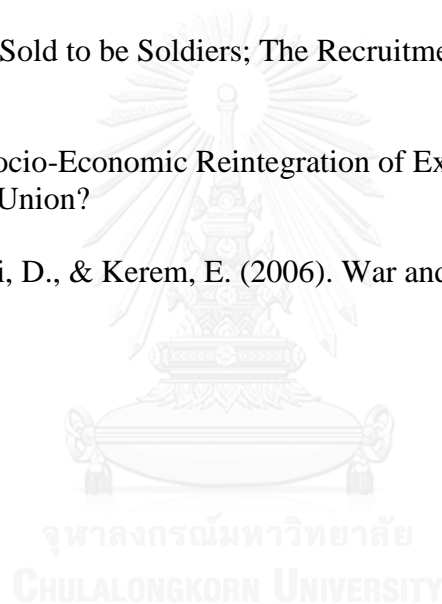 Sold to be Soldiers; The Recruitme
ocio-Economic Reintegration of Ex
Union?
i, D., & Kerem, E. (2006). War and
จุฬาลงกรณ์มหาวิทยาลัย
CHULALONGKORN UNIVERSITY